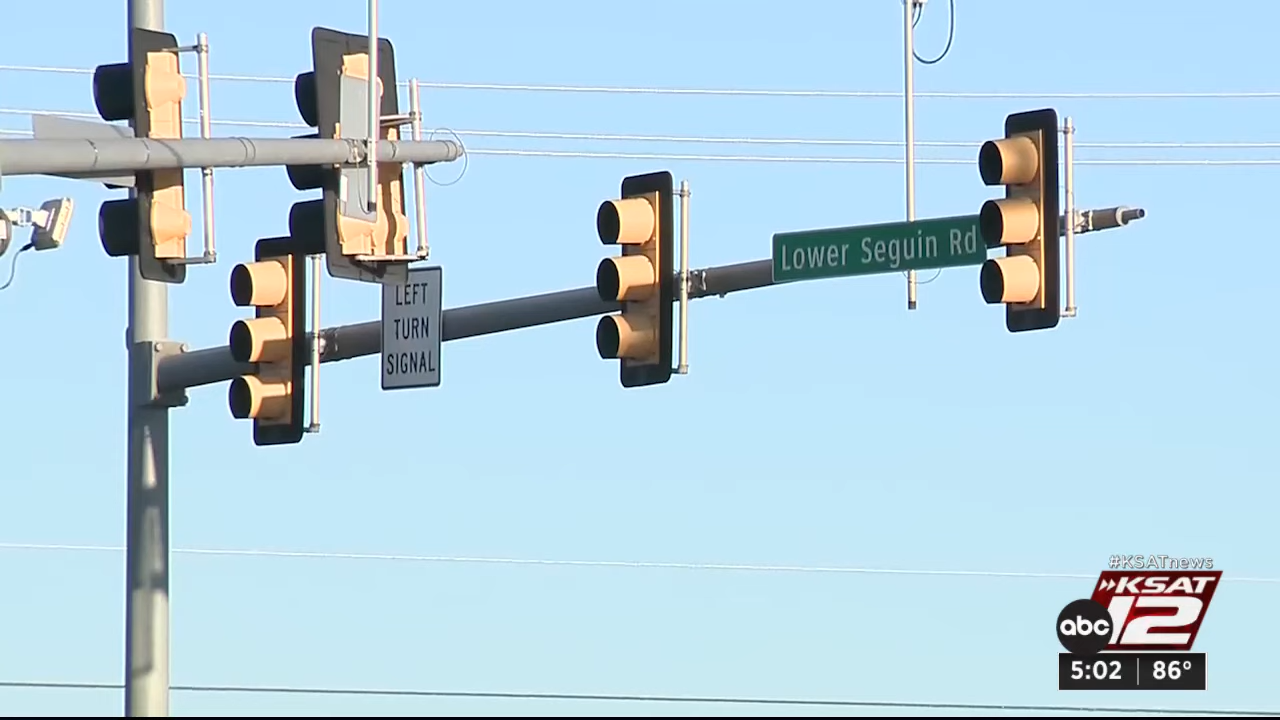 LEFT
TURN
SIGNAL
Lower Seguin Rd
#KSATnews
KSAT
12
abc
5:02 86°